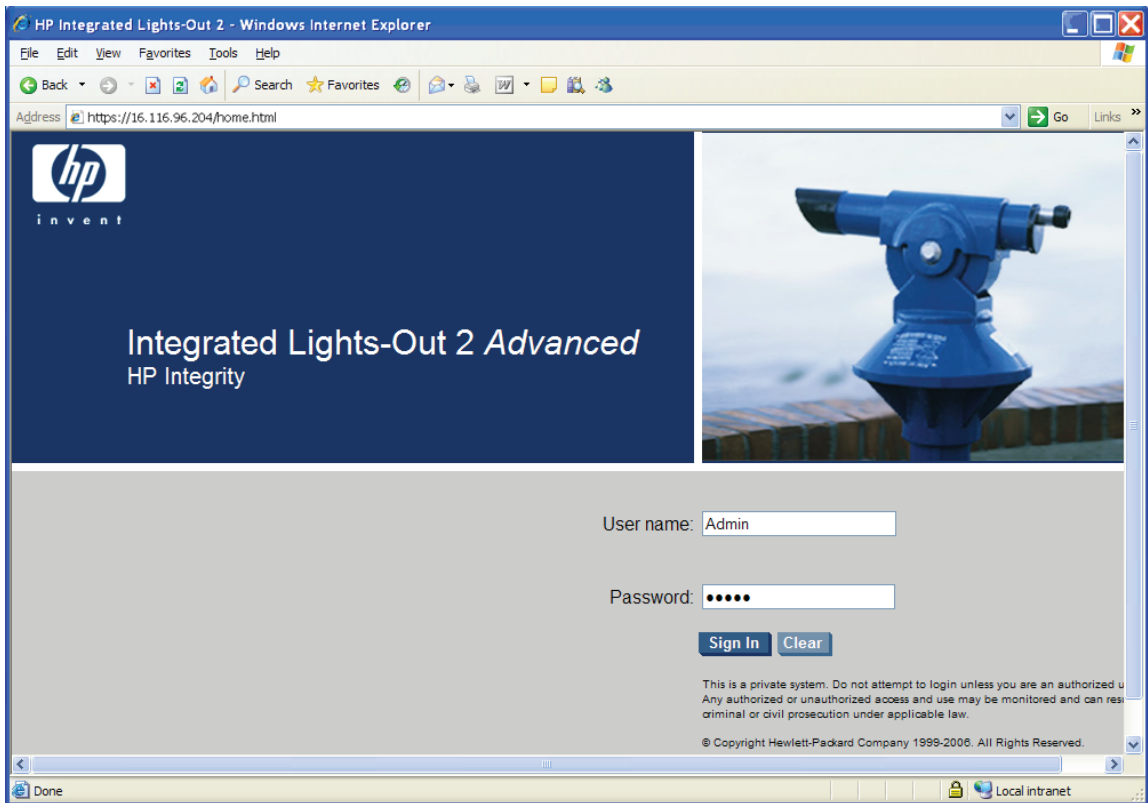 HP Integrated Lights-Out 2 - Windows Internet Explorer
File Edit View Favorites Tools Help
Back Search Favorites
Address https://16.116.96.204/home.html Go Links »
hp
invent
Integrated Lights-Out 2 Advanced
HP Integrity
User name: Admin
Password: •••••
Sign In Clear
This is a private system. Do not attempt to login unless you are an authorized u
Any authorized or unauthorized access and use may be monitored and can res
criminal or civil prosecution under applicable law.
© Copyright Hewlett-Packard Company 1999-2006. All Rights Reserved.
Done Local intranet